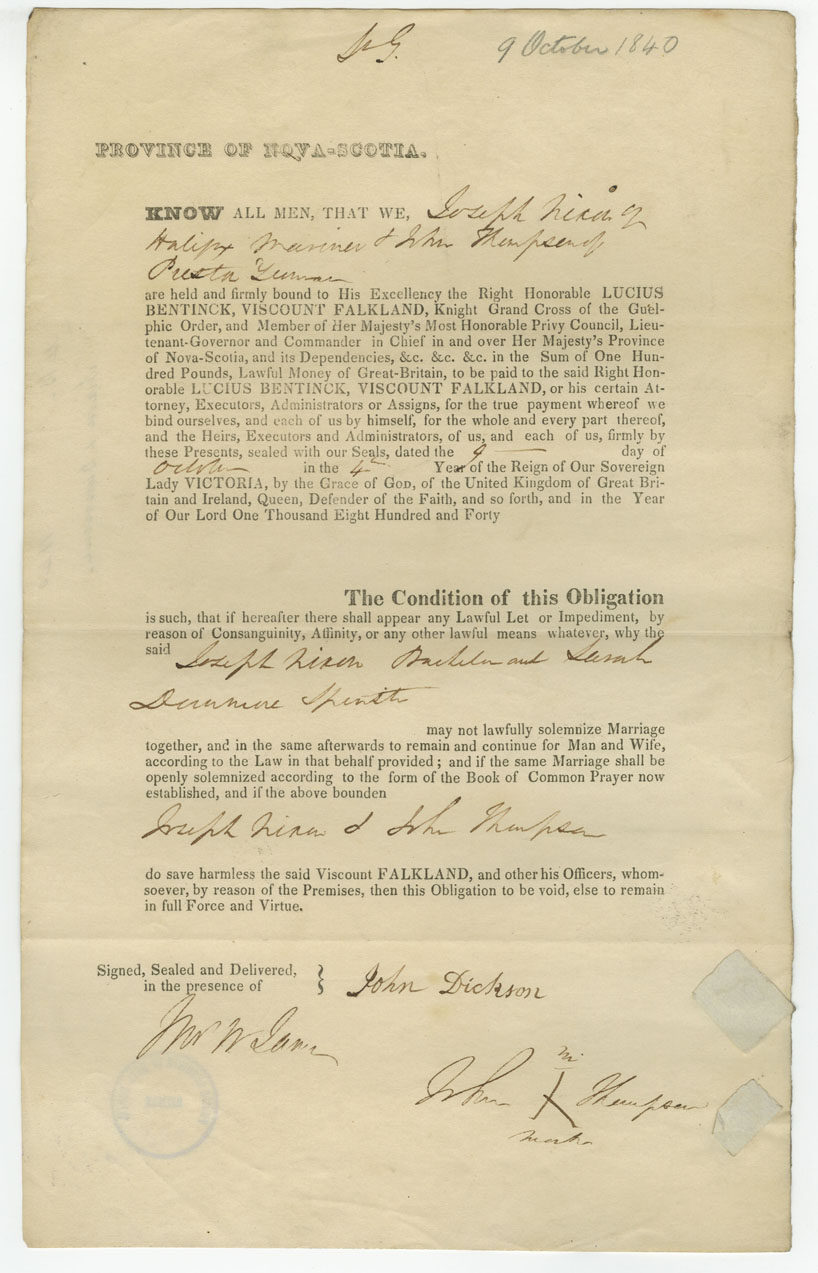 9 October 1840
PROVINCE OF NOVA-SCOTIA.
KNOW ALL MEN, THAT WE, Joseph Nixon of
Halifx Mariner & John Thompson of
Yeoman
are held and firmly bound to His Excellency the Right Honorable LUCIUS
BENTINCK, VISCOUNT FALKLAND, Knight Grand Cross of the Guel-
phic Order, and Member of Her Majesty's Most Honorable Privy Council, Lieu-
tenant-Governor and Commander in Chief in and over Her Majesty's Province
of Nova-Scotia, and its Dependencies, &c. &c. &c. in the Sum of One Hun-
dred Pounds, Lawful Money of Great-Britain, to be paid to the said Right Hon-
orable LUCIUS BENTINCK, VISCOUNT FALKLAND, or his certain At-
torney, Executors, Administrators or Assigns, for the true payment whereof we
bind ourselves, and each of us by himself, for the whole and every part thereof,
and the Heirs, Executors and Administrators, of us, and each of us, firmly by
these Presents, sealed with our Seals, dated the 9 day of
October in the 4th Year of the Reign of Our Sovereign
Lady VICTORIA, by the Grace of GOD, of the United Kingdom of Great Bri-
tain and Ireland, Queen, Defender of the Faith, and so forth, and in the Year
of Our Lord One Thousand Eight Hundred and Forty
The Condition of this Obligation
is such, that if hereafter there shall appear any Lawful Let or Impediment, by
reason of Consanguinity, Affinity, or any other lawful means whatever, why the
said Joseph Nixon Bachelor and Sarah
Spinster
may not lawfully solemnize Marriage
together, and in the same afterwards to remain and continue for Man and Wife,
according to the Law in that behalf provided; and if the same Marriage shall be
openly solemnized according to the form of the Book of Common Prayer now
established, and if the above bounden
Joseph Nixon & John Thompson
do save harmless the said Viscount FALKLAND, and other his Officers, whom-
soever, by reason of the Premises, then this Obligation to be void, else to remain
in full Force and Virtue.
Signed, Sealed and Delivered,
in the presence of } John Dickson
John X Thompson
mark